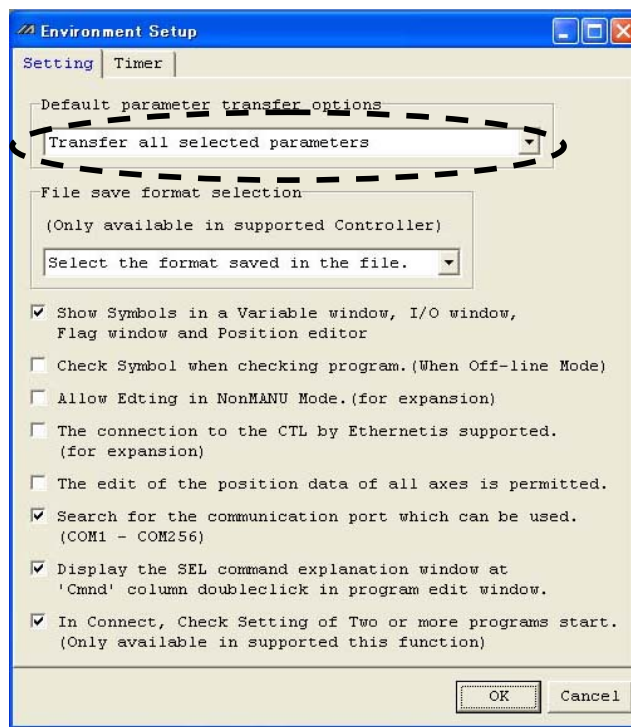 Environment Setup
Setting Timer
Default parameter transfer options
Transfer all selected parameters
File save format selection
(Only available in supported Controller)
Select the format saved in the file.
Show Symbols in a Variable window, I/O window,
Flag window and Position editor
Check Symbol when checking program.(When Off-line Mode)
Allow Edting in NonMANU Mode.(for expansion)
The connection to the CTL by Ethernetis supported.
(for expansion)
The edit of the position data of all axes is permitted.
Search for the communication port which can be used.
(COM1 - COM256)
Display the SEL command explanation window at
'Cmnd' column doubleclick in program edit window.
In Connect, Check Setting of Two or more programs start.
(Only available in supported this function)
OK Cancel